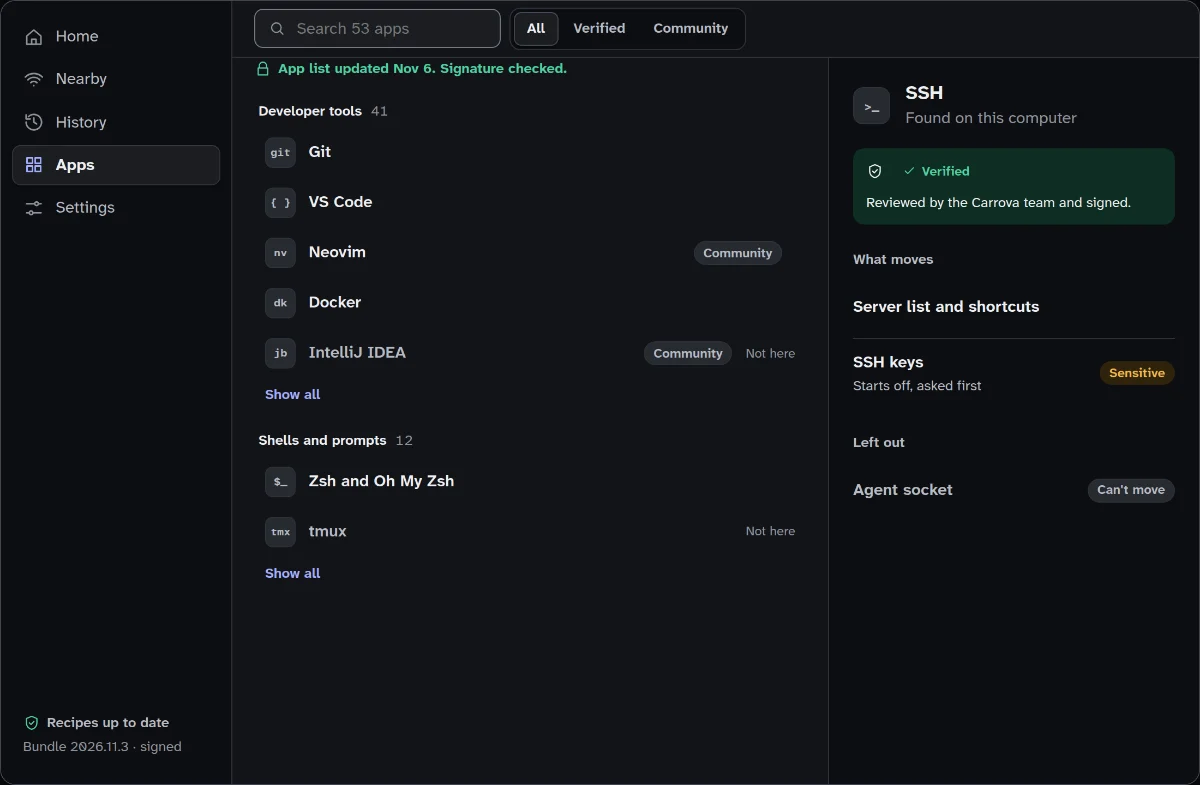 Home
Nearby
History
Apps
Settings
Recipes up to date
Bundle 2026.11.3 · signed
Search 53 apps
All
Verified
Community
App list updated Nov 6. Signature checked.
Developer tools 41
git Git
{ } VS Code
nv Neovim Community
dk Docker
jb IntelliJ IDEA Community Not here
Show all
Shells and prompts 12
$_ Zsh and Oh My Zsh
tmx tmux Not here
Show all
>_ SSH
Found on this computer
Verified
Reviewed by the Carrova team and signed.
What moves
Server list and shortcuts
SSH keys
Starts off, asked first
Sensitive
Left out
Agent socket Can't move